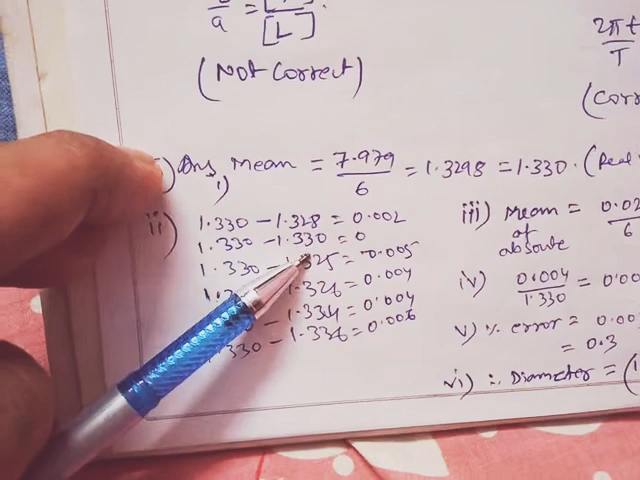 a = [L]
(Not Correct)
2πt
T
(Corr
) Ans, Mean = 7.979/6 = 1.3298 = 1.330. (Real
i)
ii) 1.330 - 1.328 = 0.002
1.330 - 1.330 = 0
1.330 - 1.325 = 0.005
1.326 = 0.004
- 1.334 = 0.004
1.330 - 1.336 = 0.006
iii) Mean of absolute = 0.02/6
iv) 0.004/1.330 = 0.00
v) % error = 0.00
= 0.3
vi) ∴ Diameter = (1